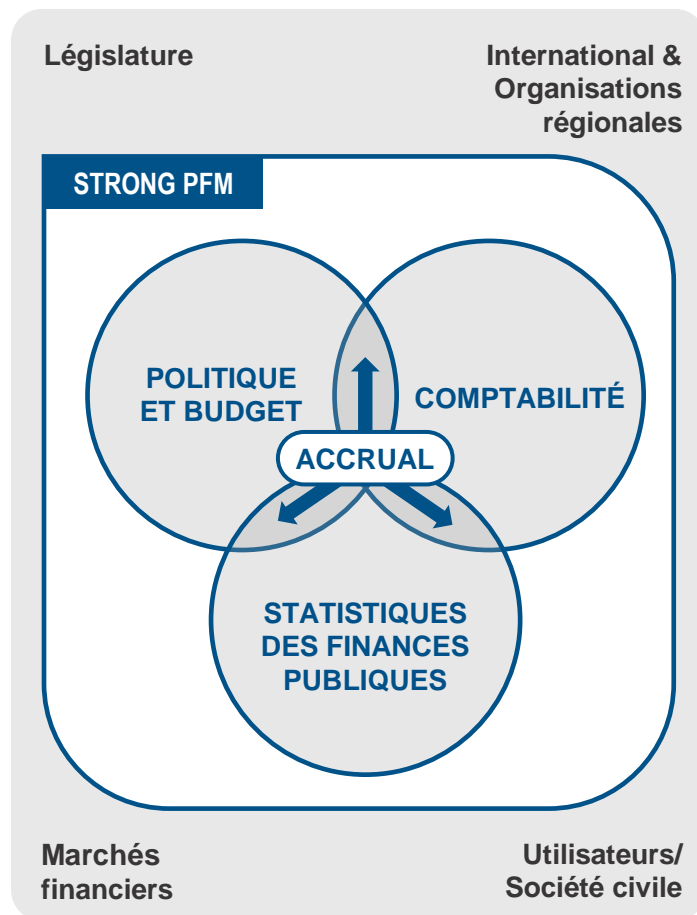 Législature
International &
Organisations
régionales
STRONG PFM
POLITIQUE
ET BUDGET
COMPTABILITÉ
ACCRUAL
STATISTIQUES
DES FINANCES
PUBLIQUES
Marchés
financiers
Utilisateurs/
Société civile